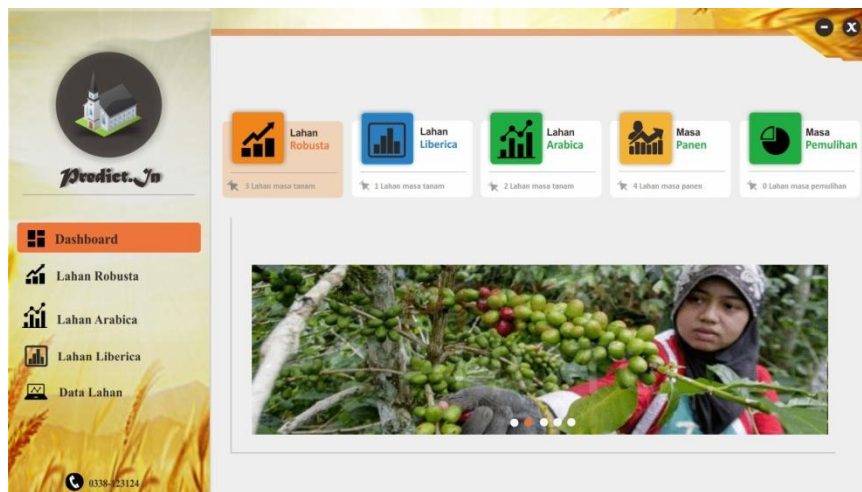 Predict..In
Dashboard
Lahan Robusta
Lahan Arabica
Lahan Liberica
Data Lahan
0338-123124
X
Lahan
Robusta
3 Lahan masa tanam
Lahan
Liberica
1 Lahan masa tanam
Lahan
Arabica
2 Lahan masa tanam
Masa
Panen
4 Lahan masa panen
Masa
Pemulihan
0 Lahan masa pemulihan